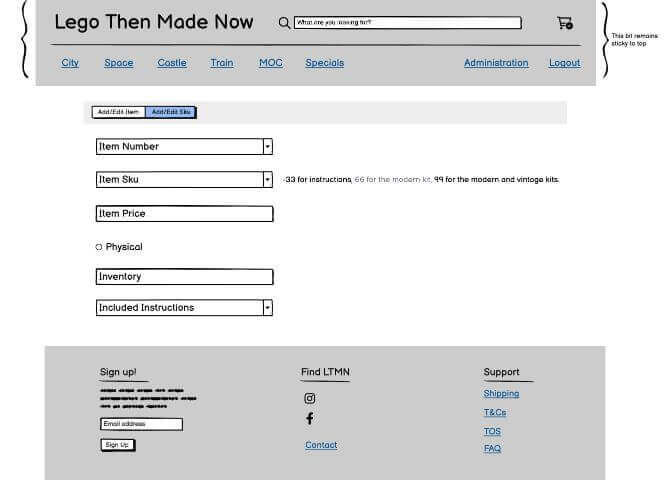 Lego Then Made Now
What are you looking for?
This bit remains
sticky to top
City Space Castle Train MOC Specials Administration Logout
Add/Edit Item Add/Edit Sku
Item Number
Item Sku
-33 for instructions, 66 for the modern kit, 99 for the modern and vintage kits.
Item Price
Physical
Inventory
Included Instructions
Sign up!
Email address
Sign Up
Find LTMN
Contact
Support
Shipping
T&Cs
TOS
FAQ